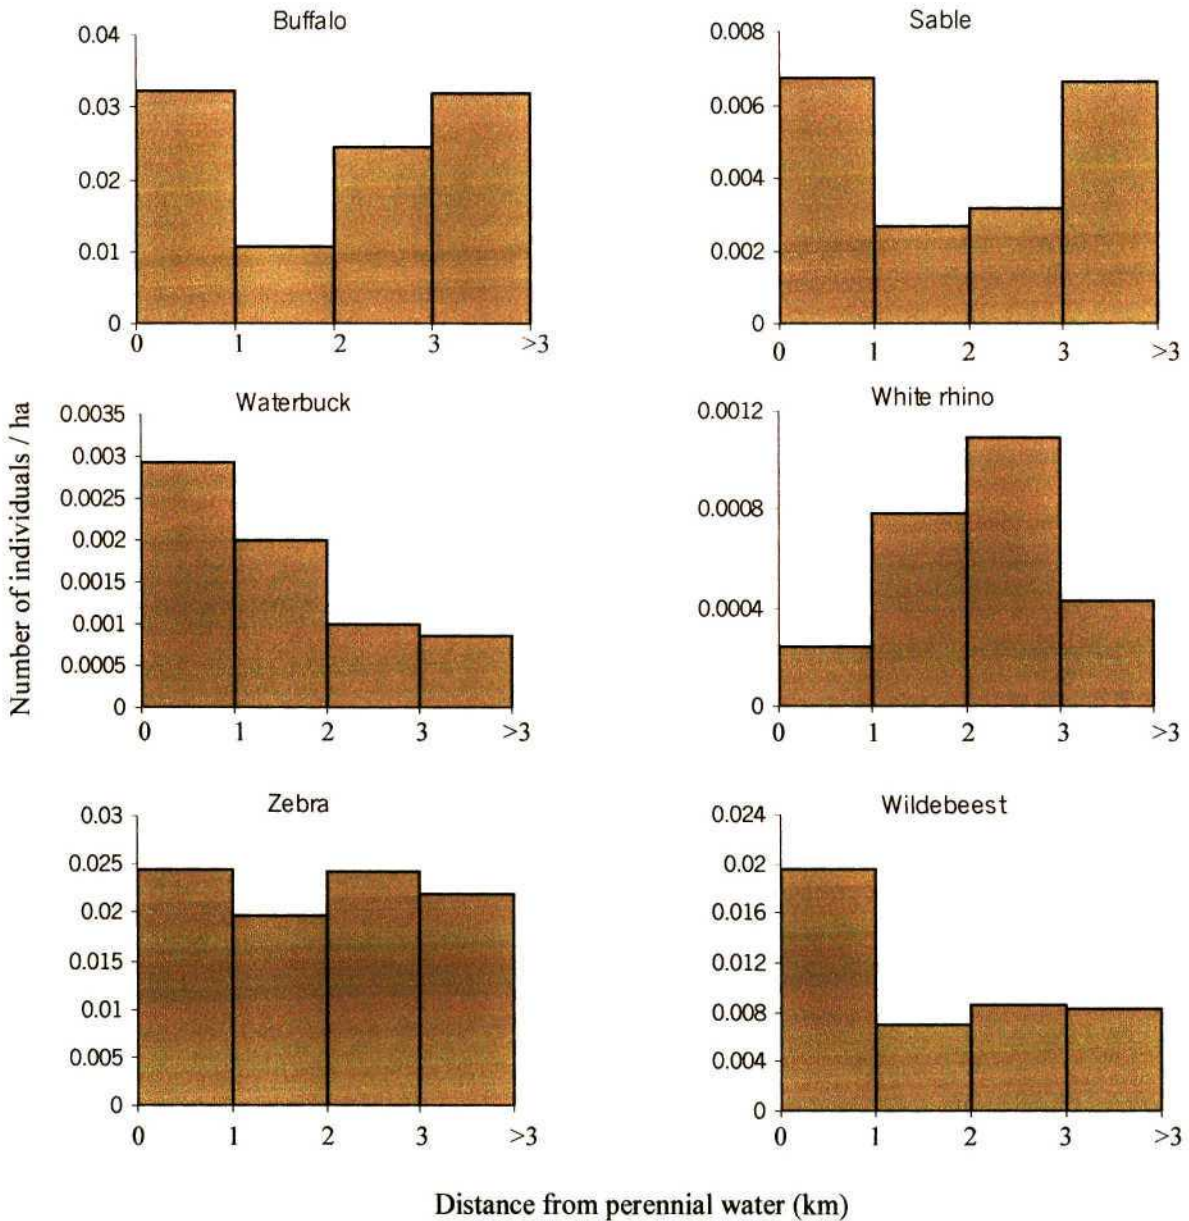 Buffalo
0.04
0.03
0.02
0.01
0
0 1 2 3 >3
Sable
0.008
0.006
0.004
0.002
0
0 1 2 3 >3
Number of individuals / ha
Waterbuck
0.0035
0.003
0.0025
0.002
0.0015
0.001
0.0005
0
0 1 2 3 >3
White rhino
0.0012
0.0008
0.0004
0
0 1 2 3 >3
Zebra
0.03
0.025
0.02
0.015
0.01
0.005
0
0 1 2 3 >3
Wildebeest
0.024
0.02
0.016
0.012
0.008
0.004
0
0 1 2 3 >3
Distance from perennial water (km)